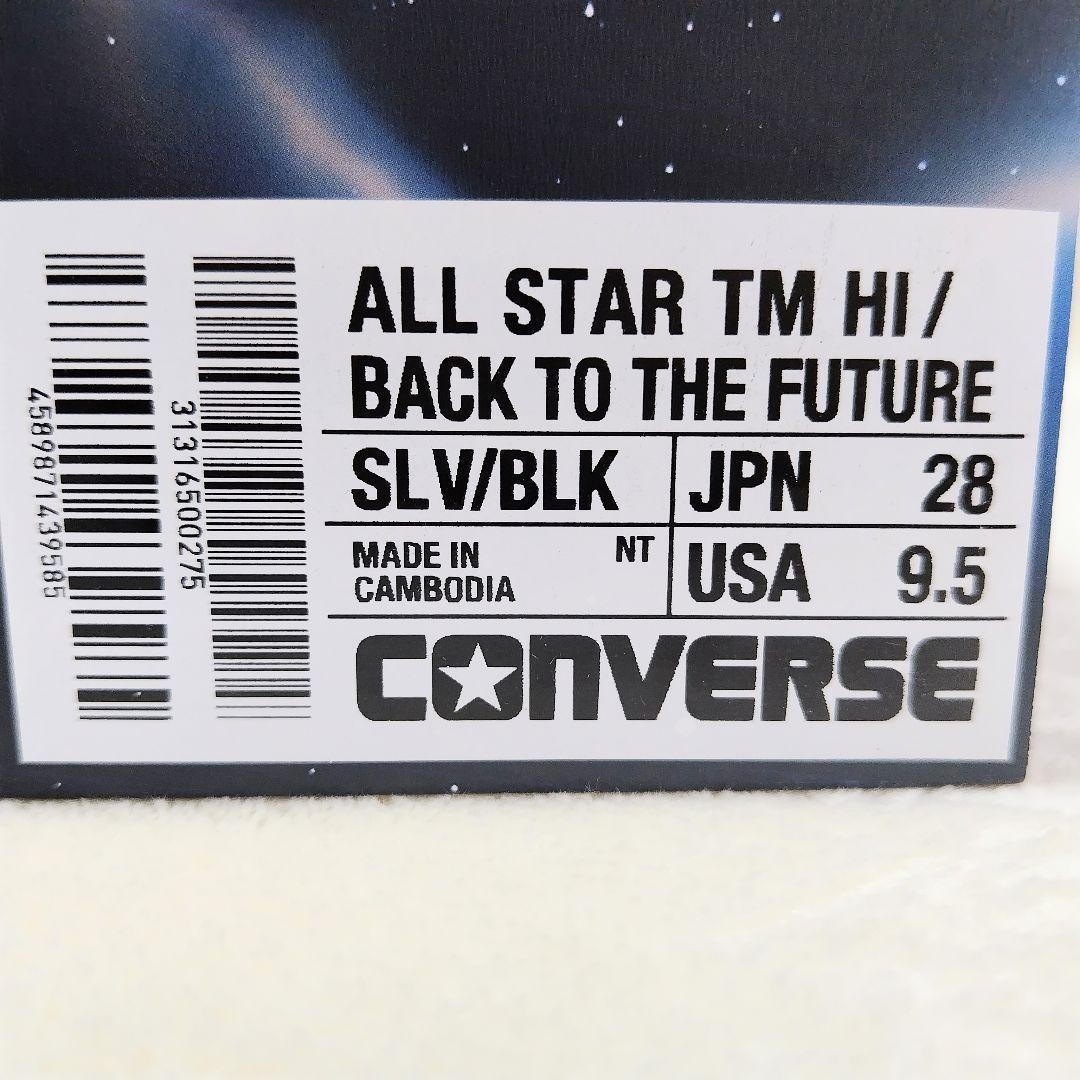 ALL STAR TM HI/
BACK TO THE FUTURE
SLV/BLK
JPN 28
MADE IN
CAMBODIA
NT
USA 9.5
CONVERSE
4589871439585
31316500275